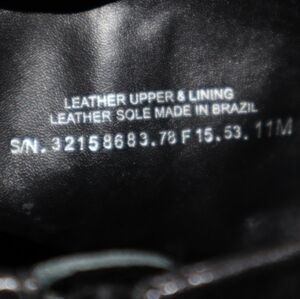 LEATHER UPPER & LINING
LEATHER SOLE MADE IN BRAZIL
S/N. 32158683.78 F 15.53. 11M